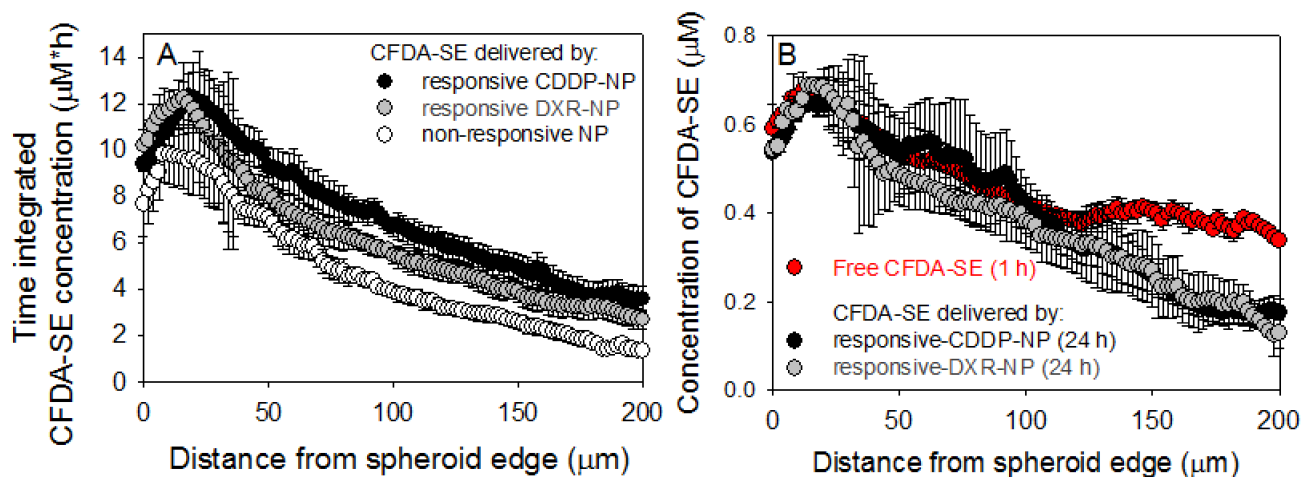 A
CFDA-SE delivered by:
responsive CDDP-NP
responsive DXR-NP
non-responsive NP
14
12
10
8
6
4
2
0
0
50
100
150
200
Time integrated
CFDA-SE concentration (μM*h)
Distance from spheroid edge (μm)
B
0.8
0.6
0.4
0.2
0.0
0
50
100
150
200
Concentration of CFDA-SE (μM)
Free CFDA-SE (1 h)
CFDA-SE delivered by:
responsive-CDDP-NP (24 h)
responsive-DXR-NP (24 h)
Distance from spheroid edge (μm)